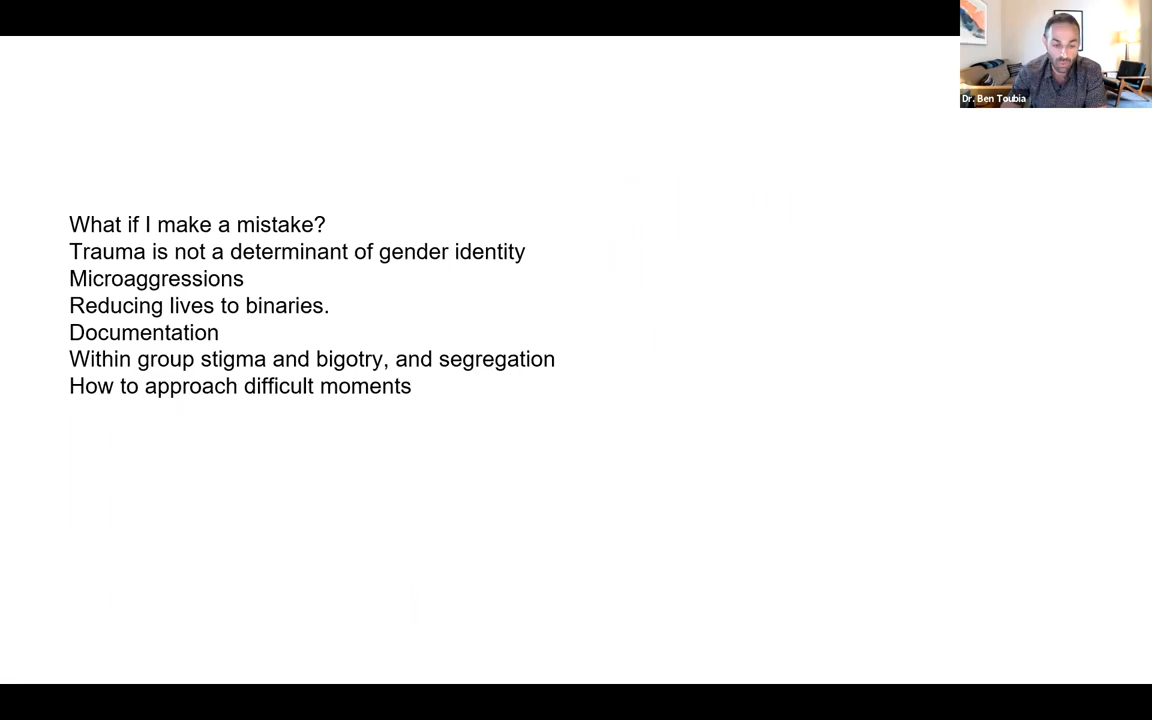 Dr. Ben Toubia
What if I make a mistake?
Trauma is not a determinant of gender identity
Microaggressions
Reducing lives to binaries.
Documentation
Within group stigma and bigotry, and segregation
How to approach difficult moments